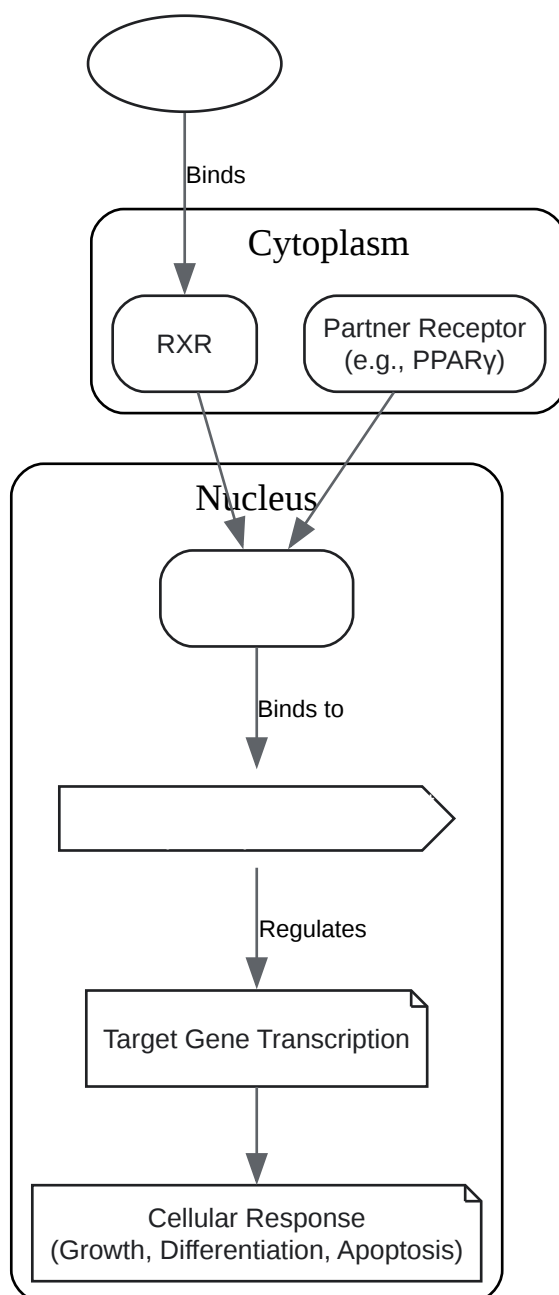 Binds
Cytoplasm
RXR
Partner Receptor
(e.g., PPARγ)
Nucleus
Binds to
Regulates
Target Gene Transcription
Cellular Response
(Growth, Differentiation, Apoptosis)